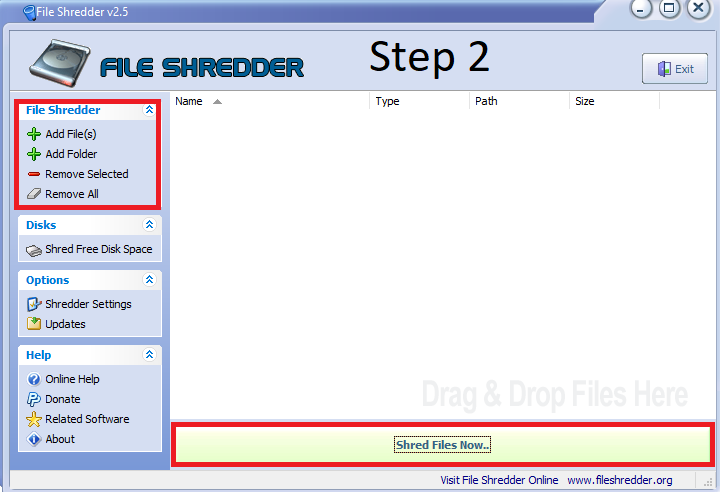 File Shredder v2.5
FILE SHREDDER
Step 2
Exit
File Shredder
Add File(s)
Add Folder
Remove Selected
Remove All
Disks
Shred Free Disk Space
Options
Shredder Settings
Updates
Help
Online Help
Donate
Related Software
About
Name Type Path Size
Drag & Drop Files Here
Shred Files Now..
Visit File Shredder Online www.fileshredder.org